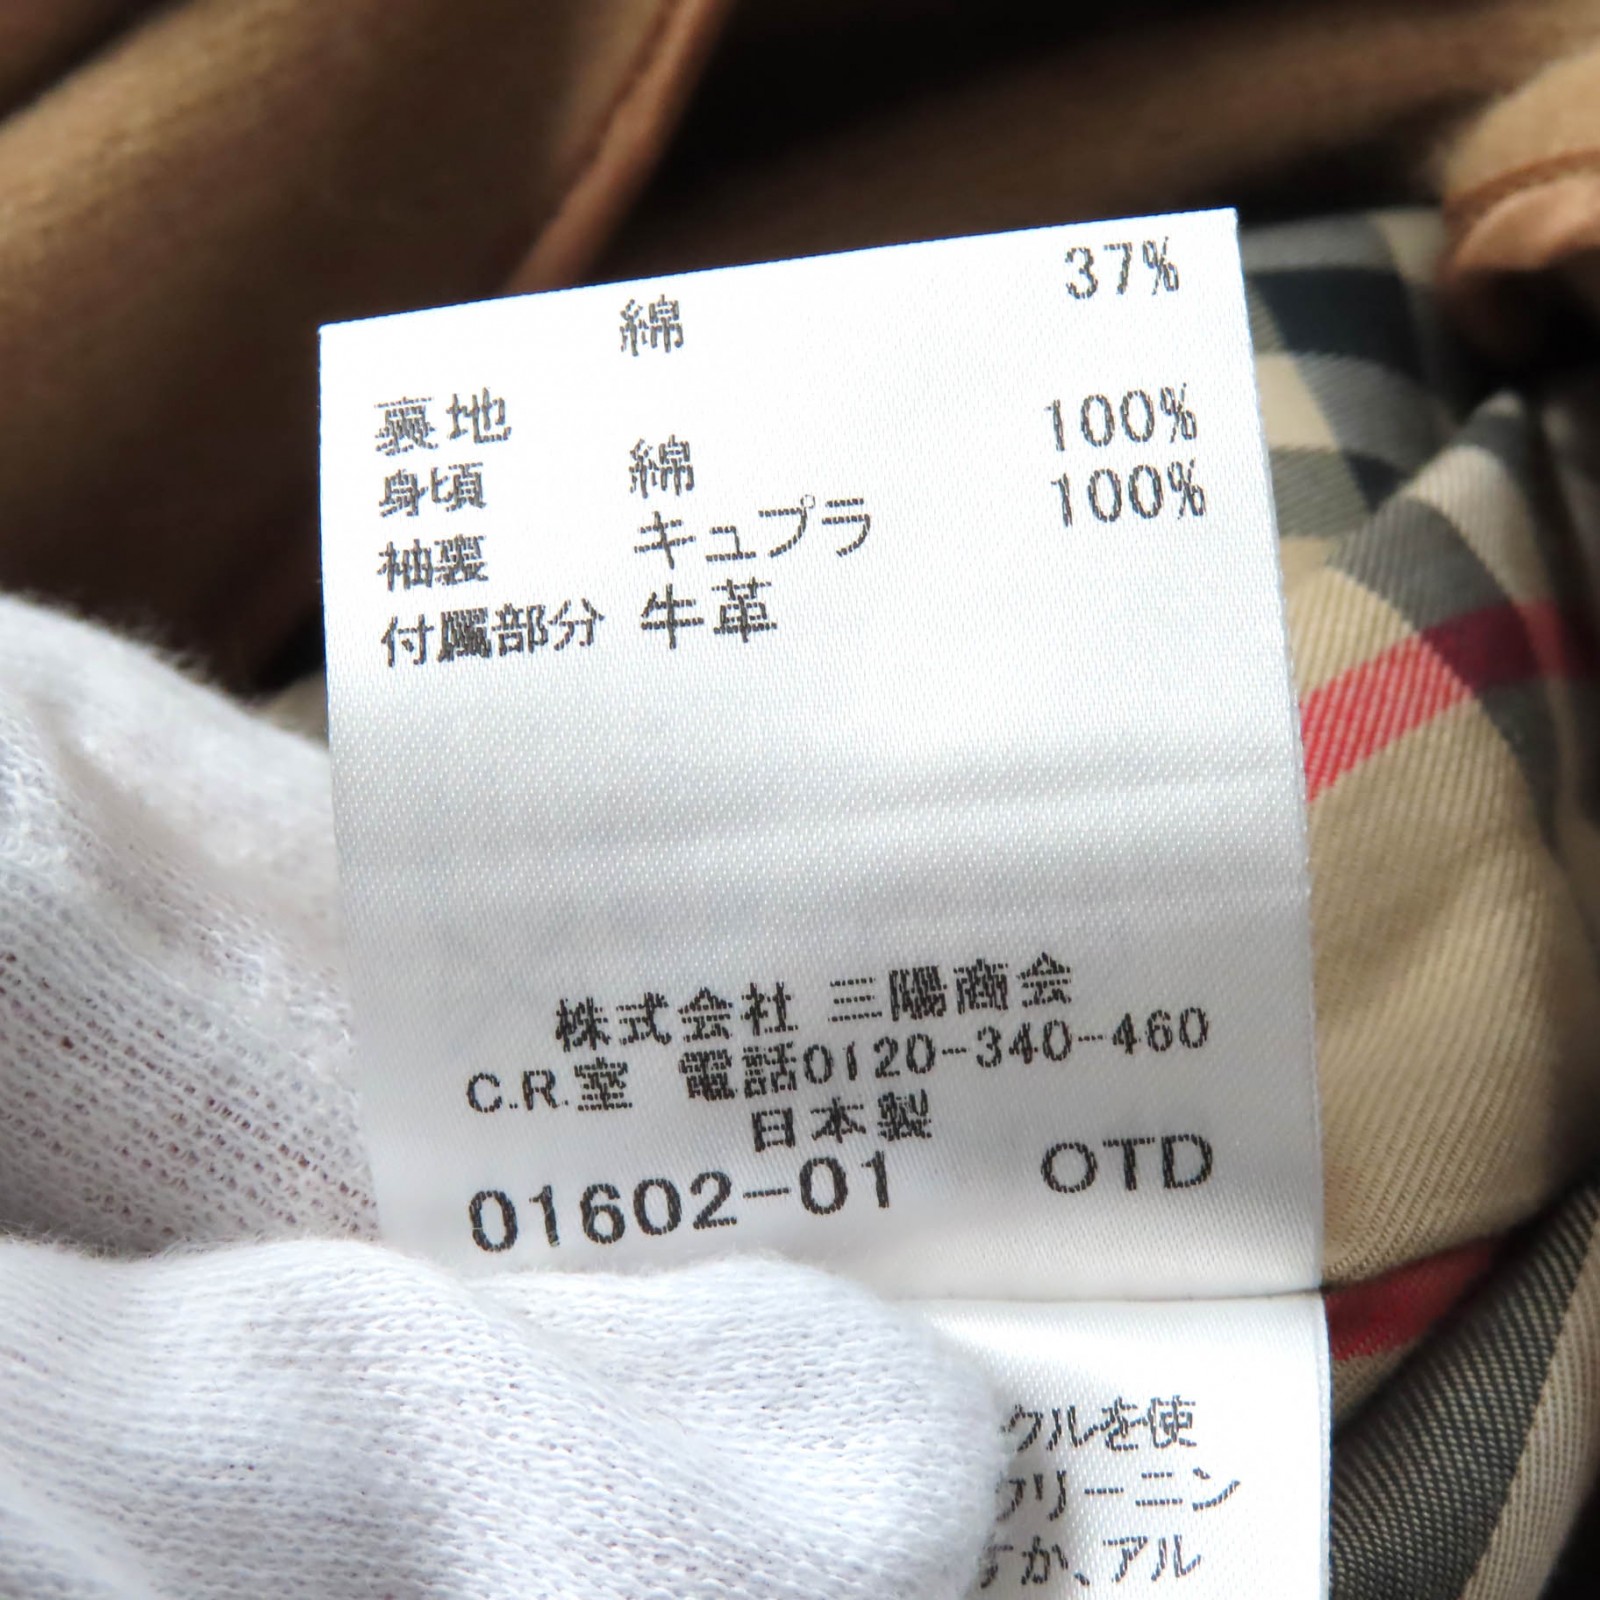 綿 37%
裏地
身頃 綿 100%
袖裏 キュプラ 100%
付属部分 牛革
株式会社 三陽商会
C.R.室 電話0120-340-460
日本製
01602-01 OTD
クルを使
クリーニン
すか、アル